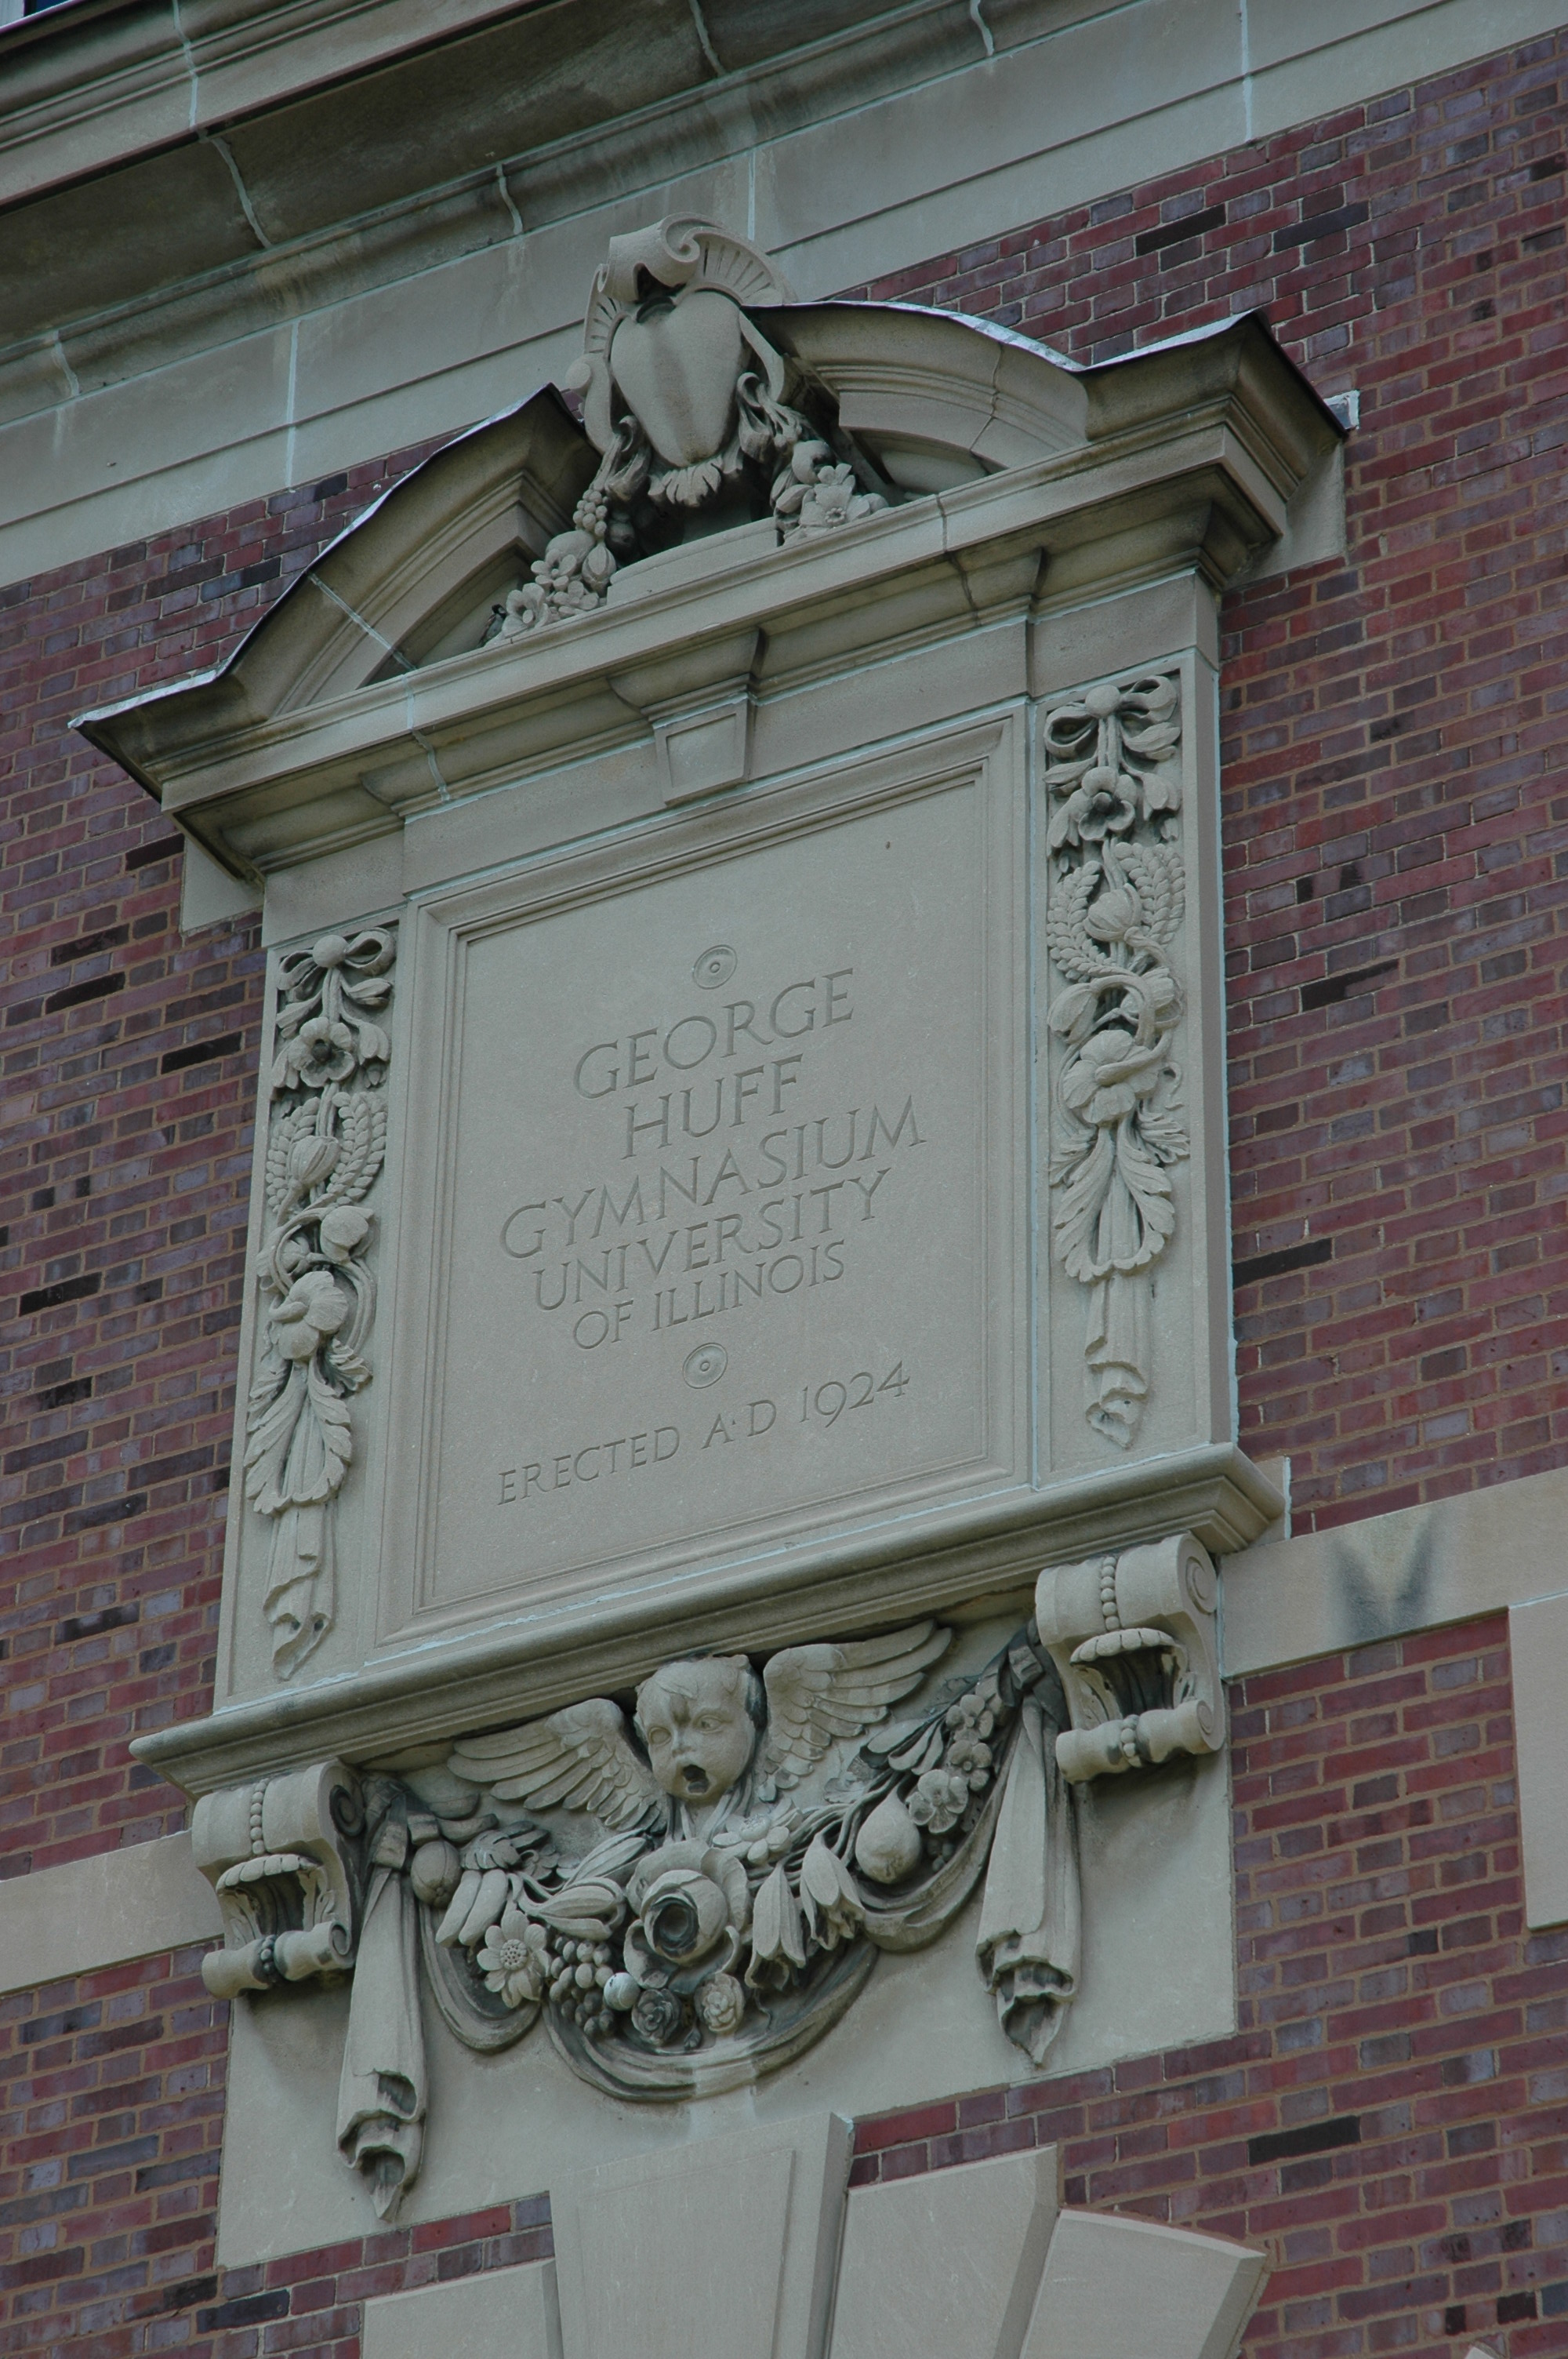 GEORGE
HUFF
GYMNASIUM
UNIVERSITY
OF ILLINOIS
ERECTED A·D 1924